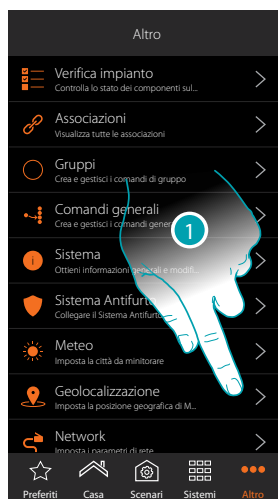 Altro
Verifica impianto
Controlla lo stato dei componenti sul...
Associazioni
Visualizza tutte le associazioni
Gruppi
Crea e gestisci i comandi di gruppo
Comandi generali
Crea e gestisci i comandi gener
1
Sistema
Ottieni informazioni generali e modifi...
Sistema Antifurto
Collegare il Sistema Antifurto
Meteo
Imposta la città da minitorare
Geolocalizzazione
Imposta la posizione geografica di M...
Network
Imposta i parametri di rete
Preferiti Casa Scenari Sistemi Altro